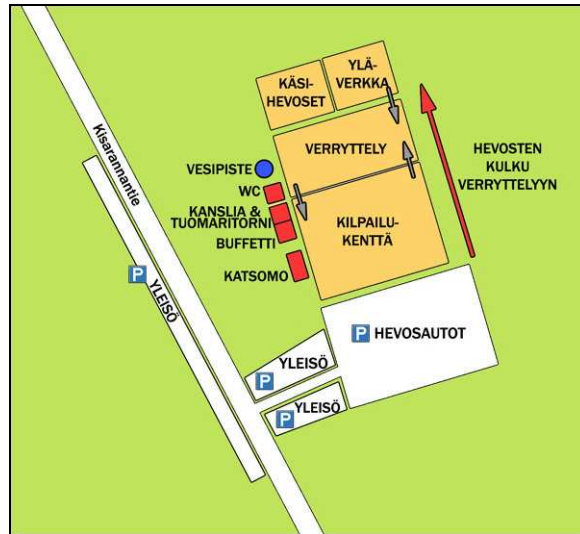 YLÄ-
VERKKA
KÄSI-
HEVOSET
HEVOSTEN
KULKU
VERRYTTELYYN
VERRYTTELY
Kisarannantie
VESIPISTE
WC
KANSLIA &
TUOMARITORNI
BUFFETTI
KILPAILU-
KENTTÄ
KATSOMO
P YLEISÖ
P HEVOSAUTOT
P YLEISÖ
P YLEISÖ